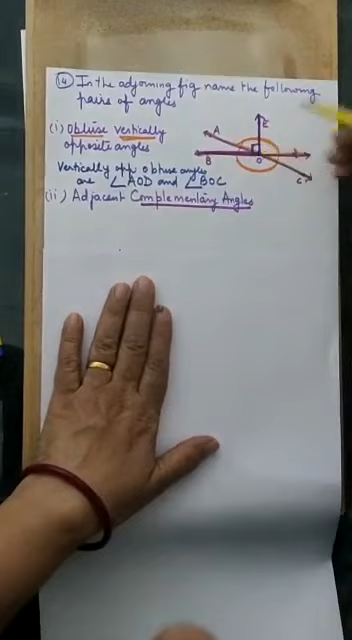 (14) In the adjoining fig name the following
pairs of angles
(i) Obtuse vertically
opposite angles
Vertically opp obtuse angles
are ∠AOD and ∠BOC
(ii) Adjacent Complementary Angles
A
E
B
O
C